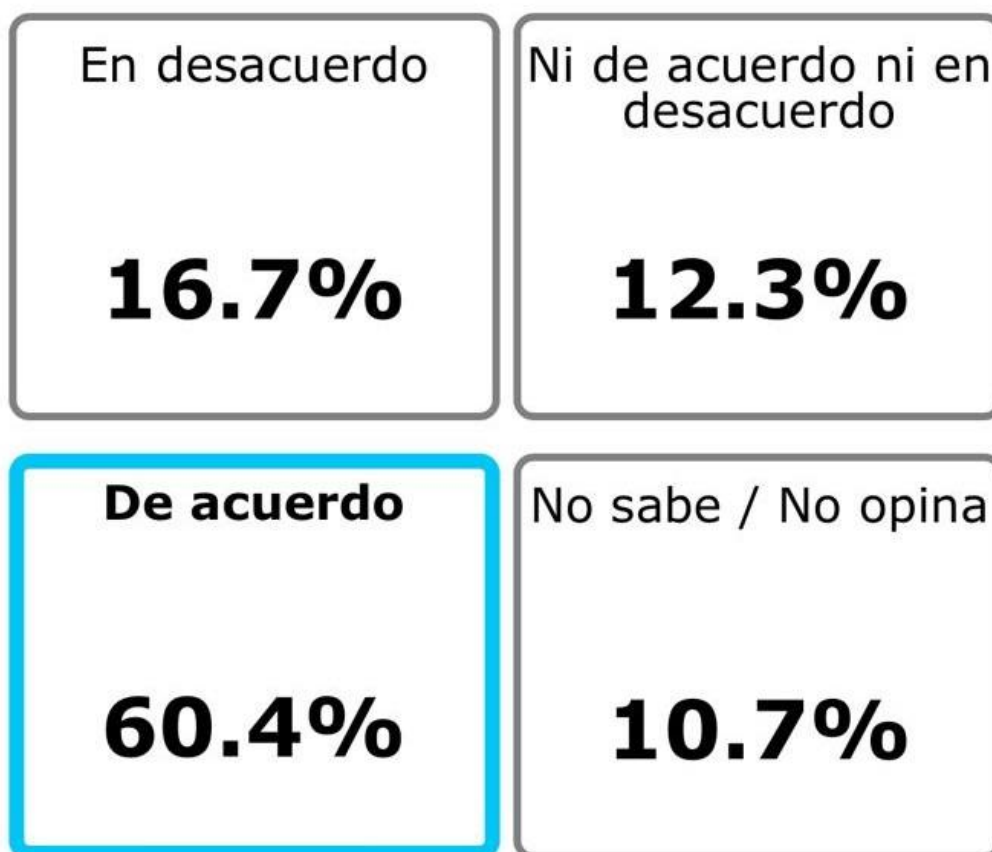 En desacuerdo
16.7%
Ni de acuerdo ni en
desacuerdo
12.3%
De acuerdo
60.4%
No sabe / No opina
10.7%